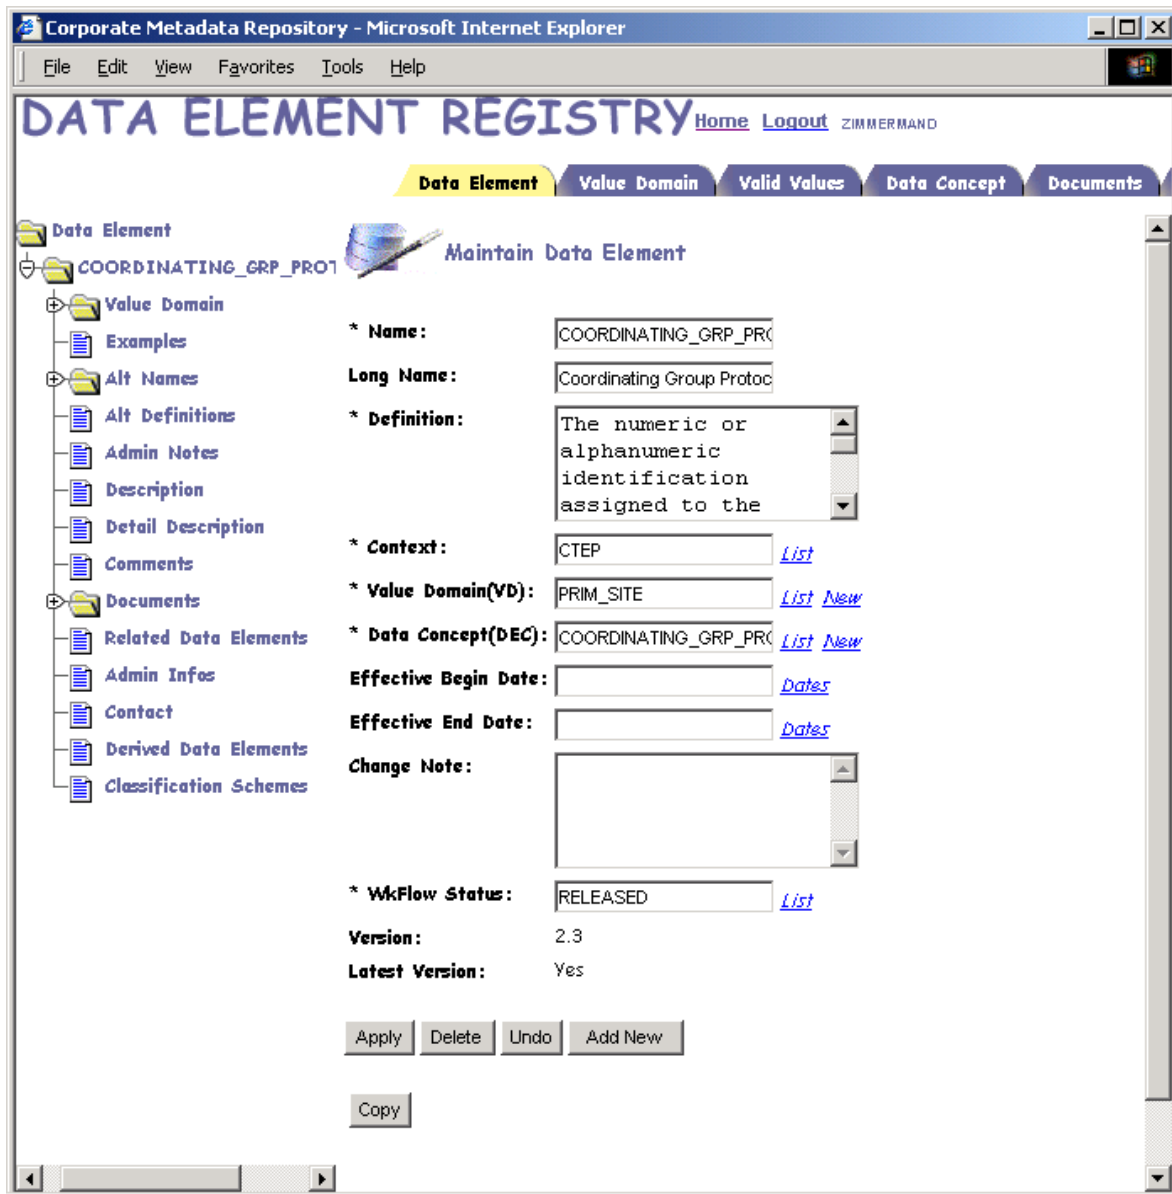 Corporate Metadata Repository - Microsoft Internet Explorer
File Edit View Favorites Tools Help
DATA ELEMENT REGISTRY Home Logout ZIMMERMAND
Data Element Value Domain Valid Values Data Concept Documents
Data Element
COORDINATING_GRP_PROT
Value Domain
Examples
Alt Names
Alt Definitions
Admin Notes
Description
Detail Description
Comments
Documents
Related Data Elements
Admin Infos
Contact
Derived Data Elements
Classification Schemes
Maintain Data Element
* Name: COORDINATING_GRP_PRO
Long Name: Coordinating Group Protoc
* Definition: The numeric or
alphanumeric
identification
assigned to the
* Context: CTEP List
* Value Domain(VD): PRIM_SITE List New
* Data Concept(DEC): COORDINATING_GRP_PRO List New
Effective Begin Date: Dates
Effective End Date: Dates
Change Note:
* WkFlow Status: RELEASED List
Version: 2.3
Latest Version: Yes
Apply Delete Undo Add New
Copy